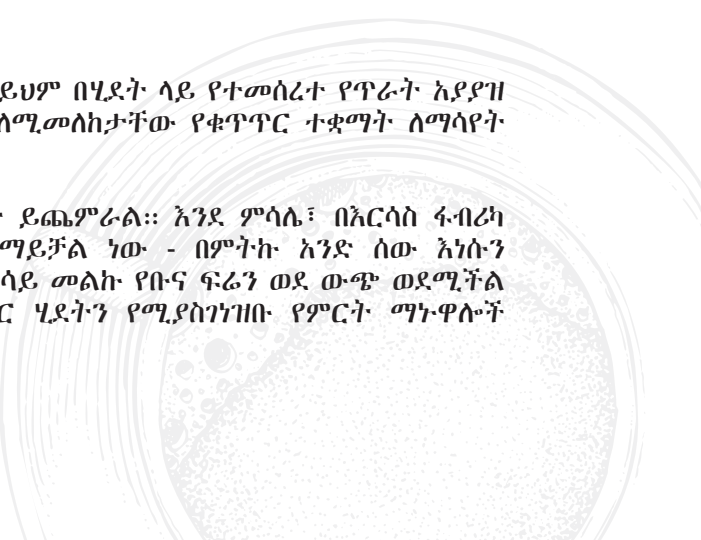 ይህም በሂደት ላይ የተመሰረተ የጥራት አያያዝ
ለሚመለከታቸው የቁጥጥር ተቋማት ለማሳየት
ይጨምራል። እንደ ምሳሌ፣ በእርሳስ ፋብሪካ
ማይቻል ነው - በምትኩ አንድ ሰው እነሱን
ሳይ መልኩ የቡና ፍሬን ወደ ውጭ ወደሚችል
ር ሂደትን የሚያስገነዝቡ የምርት ማኑዋሎች